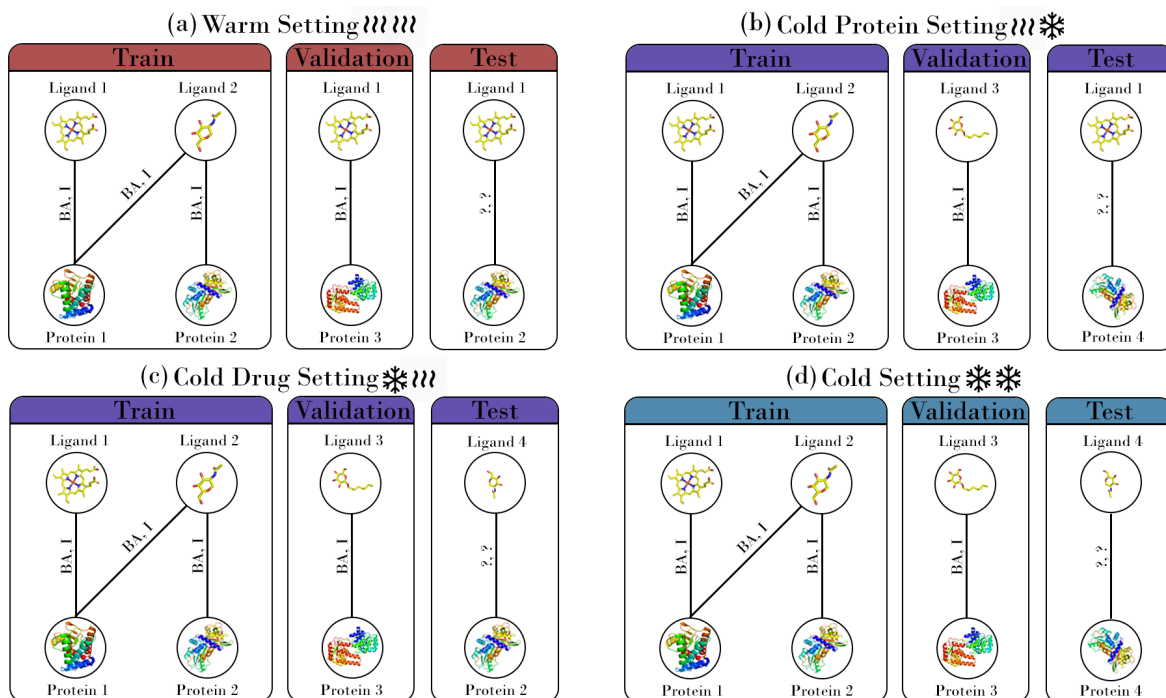 (a) Warm Setting
Train
Validation
Test
Ligand 1
Ligand 2
Ligand 1
Ligand 1
BA, I
BA, I
BA, I
BA, I
?, ?
Protein 1
Protein 2
Protein 3
Protein 2
(b) Cold Protein Setting
Train
Validation
Test
Ligand 1
Ligand 2
Ligand 3
Ligand 1
BA, I
BA, I
BA, I
BA, I
?, ?
Protein 1
Protein 2
Protein 3
Protein 4
(c) Cold Drug Setting
Train
Validation
Test
Ligand 1
Ligand 2
Ligand 3
Ligand 4
BA, I
BA, I
BA, I
BA, I
?, ?
Protein 1
Protein 2
Protein 3
Protein 2
(d) Cold Setting
Train
Validation
Test
Ligand 1
Ligand 2
Ligand 3
Ligand 4
BA, I
BA, I
BA, I
BA, I
?, ?
Protein 1
Protein 2
Protein 3
Protein 4